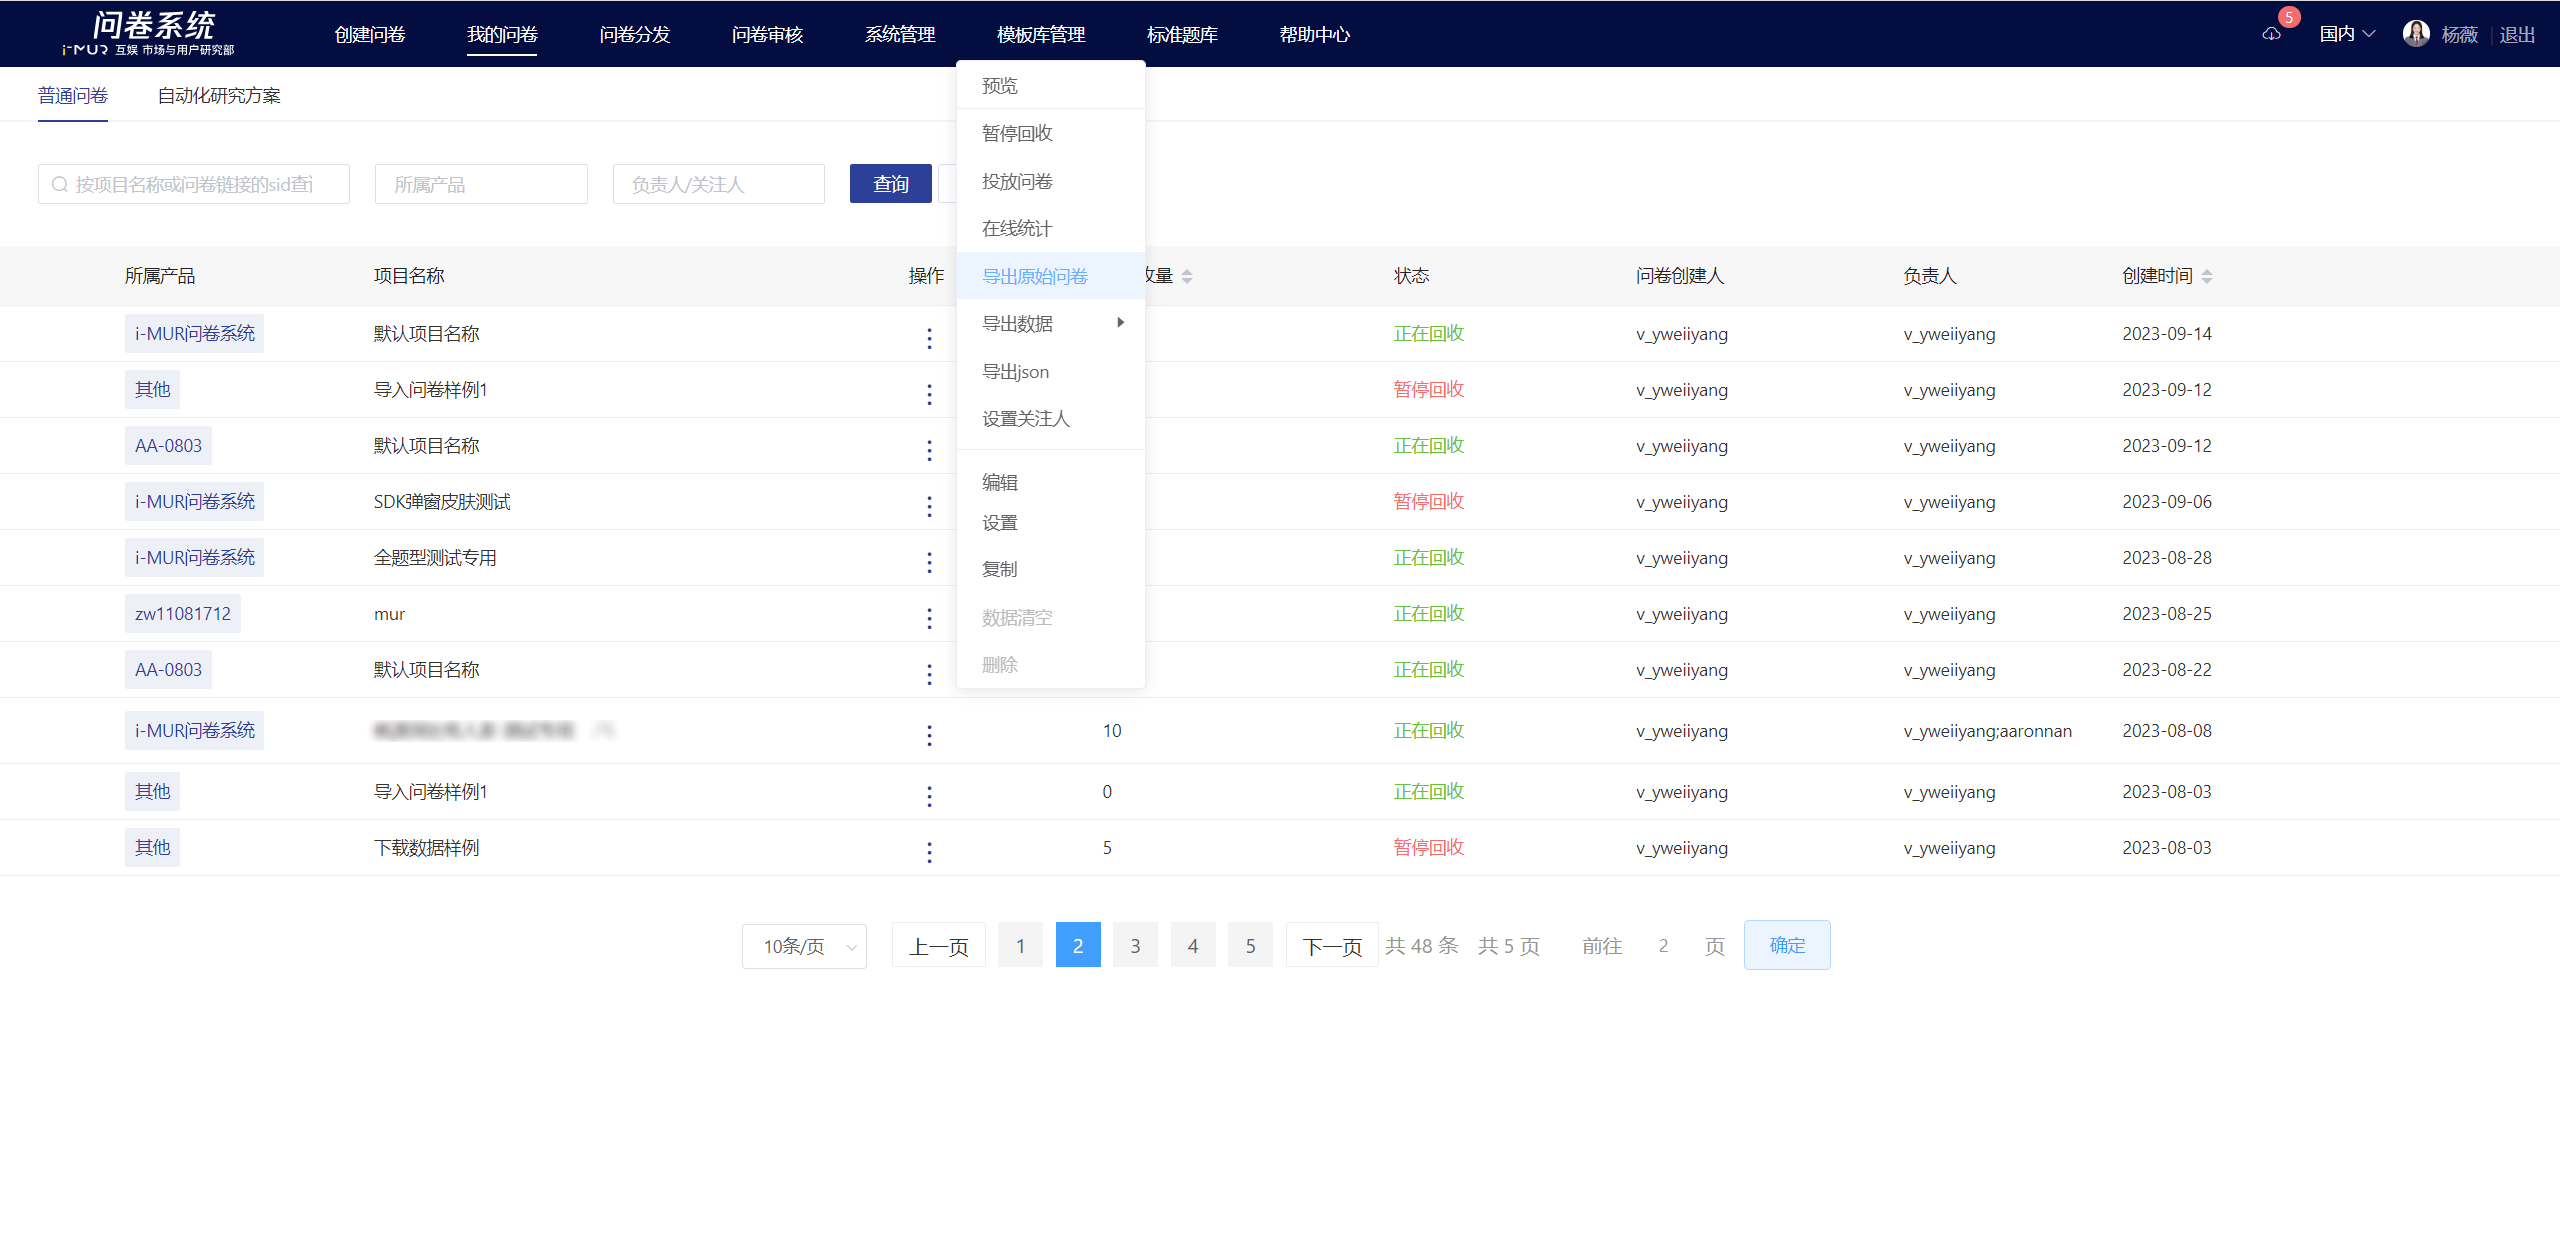 问卷系统
i-MUR 互娱 市场与用户研究部
创建问卷 我的问卷 问卷分发 问卷审核 系统管理 模板库管理 标准题库 帮助中心 5 国内 杨薇 退出
普通问卷 自动化研究方案
按项目名称或问卷链接的sid查 所属产品 负责人/关注人 查询
预览
暂停回收
投放问卷
在线统计
导出原始问卷
导出数据
导出json
设置关注人
编辑
设置
复制
数据清空
删除
所属产品 项目名称 操作 量 状态 问卷创建人 负责人 创建时间
i-MUR问卷系统 默认项目名称 正在回收 v_yweiiyang v_yweiiyang 2023-09-14
其他 导入问卷样例1 暂停回收 v_yweiiyang v_yweiiyang 2023-09-12
AA-0803 默认项目名称 正在回收 v_yweiiyang v_yweiiyang 2023-09-12
i-MUR问卷系统 SDK弹窗皮肤测试 暂停回收 v_yweiiyang v_yweiiyang 2023-09-06
i-MUR问卷系统 全题型测试专用 正在回收 v_yweiiyang v_yweiiyang 2023-08-28
zw11081712 mur 正在回收 v_yweiiyang v_yweiiyang 2023-08-25
AA-0803 默认项目名称 正在回收 v_yweiiyang v_yweiiyang 2023-08-22
i-MUR问卷系统 10 正在回收 v_yweiiyang v_yweiiyang;aaronnan 2023-08-08
其他 导入问卷样例1 0 正在回收 v_yweiiyang v_yweiiyang 2023-08-03
其他 下载数据样例 5 暂停回收 v_yweiiyang v_yweiiyang 2023-08-03
10条/页 上一页 1 2 3 4 5 下一页 共 48 条 共 5 页 前往 2 页 确定